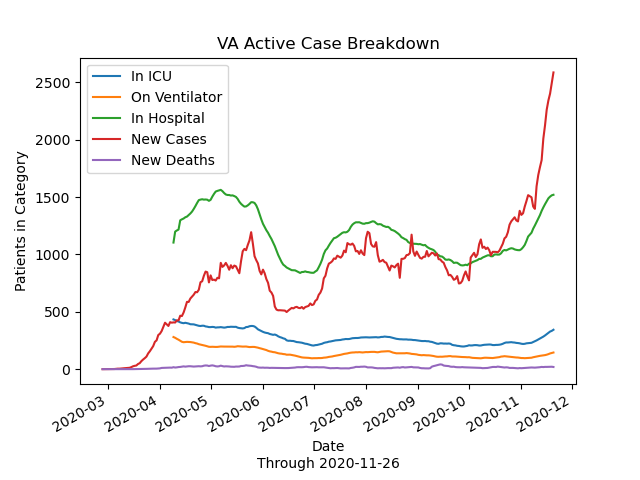 VA Active Case Breakdown
In ICU
On Ventilator
In Hospital
New Cases
New Deaths
Patients in Category
2500
2000
1500
1000
500
0
2020-03
2020-04
2020-05
2020-06
2020-07
2020-08
2020-09
2020-10
2020-11
2020-12
Date
Through 2020-11-26